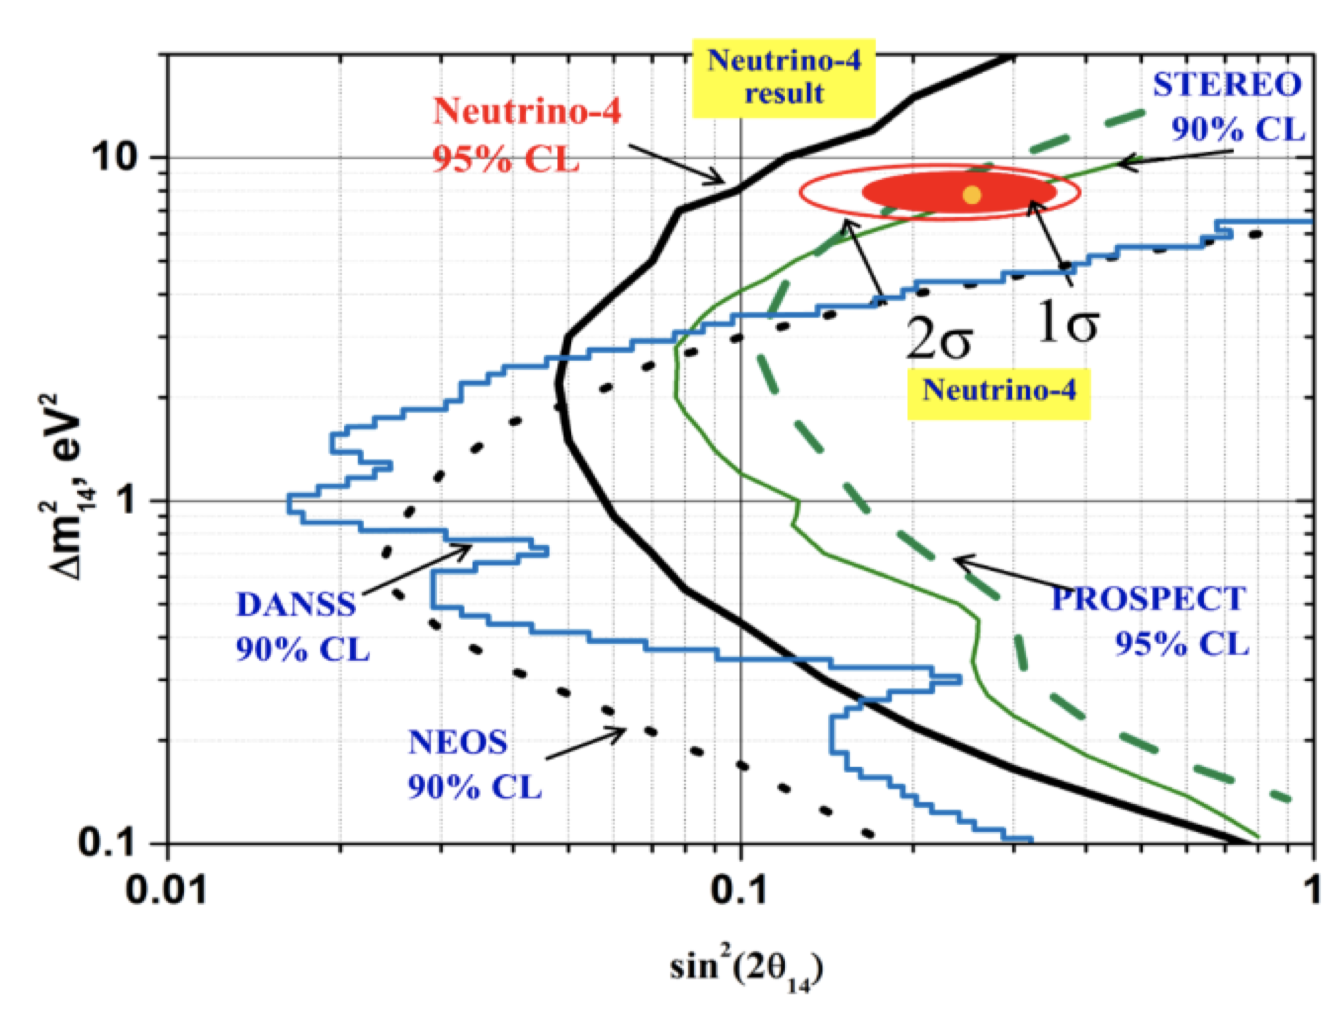 Neutrino-4
result
Neutrino-4
95% CL
STEREO
90% CL
10
2σ
1σ
Neutrino-4
Δm²₁₄, eV²
1
DANSS
90% CL
PROSPECT
95% CL
NEOS
90% CL
0.1
0.01
0.1
1
sin²(2θ₁₄)